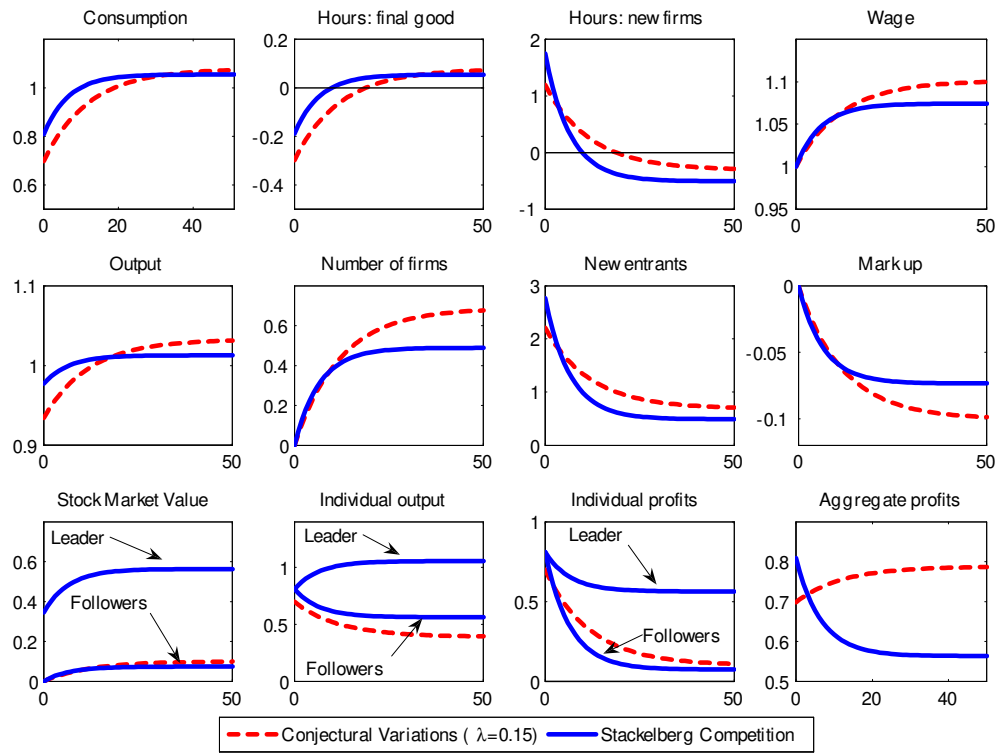 Consumption
Hours: final good
Hours: new firms
Wage
1
0.8
0.6
0 20 40
0.2
0
-0.2
-0.4
0 50
2
1
0
-1
0 50
1.1
1.05
1
0.95
0 50
Output
Number of firms
New entrants
Mark up
1.1
1
0.9
0 50
0.6
0.4
0.2
0
0 50
3
2
1
0
0 50
0
-0.05
-0.1
0 50
Stock Market Value
Individual output
Individual profits
Aggregate profits
0.6
0.4
0.2
0
0 50
Leader
Followers
1
0.5
0
0 50
Leader
Followers
1
0.5
0
0 50
Leader
Followers
0.8
0.7
0.6
0.5
0 20 40
Conjectural Variations ( λ=0.15)
Stackelberg Competition